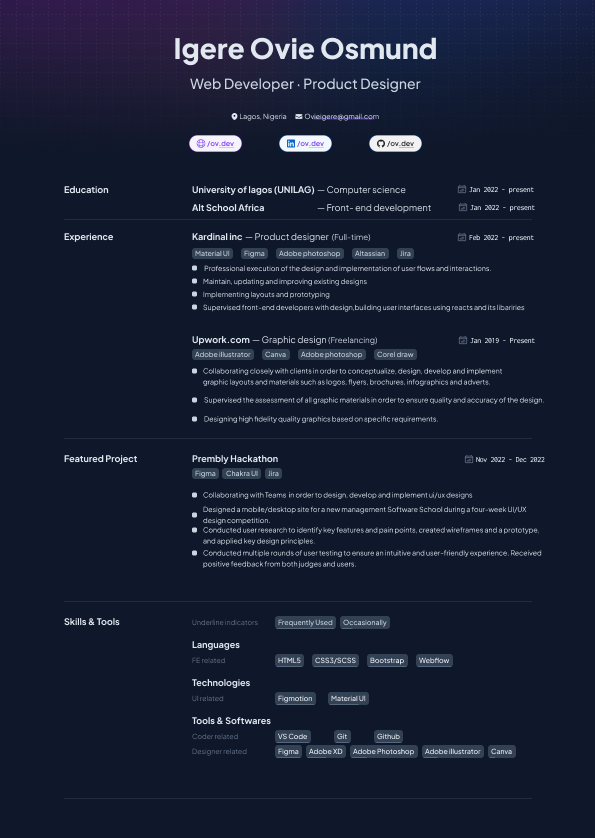 Igere Ovie Osmund
Web Developer · Product Designer
Lagos, Nigeria Ovieigere@gmail.com
/ov.dev /ov.dev /ov.dev
Education University of lagos (UNILAG) — Computer science Jan 2022 - present
Alt School Africa — Front- end development Jan 2022 - present
Experience Kardinal inc — Product designer (Full-time) Feb 2022 - present
Material UI Figma Adobe photoshop Altassian Jira
Professional execution of the design and implementation of user flows and interactions.
Maintain, updating and improving existing designs
Implementing layouts and prototyping
Supervised front-end developers with design,building user interfaces using reacts and its libariries
Upwork.com — Graphic design (Freelancing) Jan 2019 - Present
Adobe illustrator Canva Adobe photoshop Corel draw
Collaborating closely with clients in order to conceptualize, design, develop and implement
graphic layouts and materials such as logos, flyers, brochures, infographics and adverts.
Supervised the assessment of all graphic materials in order to ensure quality and accuracy of the design.
Designing high fidelity quality graphics based on specific requirements.
Featured Project Prembly Hackathon Nov 2022 - Dec 2022
Figma Chakra UI Jira
Collaborating with Teams in order to design, develop and implement ui/ux designs
Designed a mobile/desktop site for a new management Software School during a four-week UI/UX
design competition.
Conducted user research to identify key features and pain points, created wireframes and a prototype,
and applied key design principles.
Conducted multiple rounds of user testing to ensure an intuitive and user-friendly experience. Received
positive feedback from both judges and users.
Skills & Tools Underline indicators Frequently Used Occasionally
Languages
FE related HTML5 CSS3/SCSS Bootstrap Webflow
Technologies
UI related Figmotion Material UI
Tools & Softwares
Coder related VS Code Git Github
Designer related Figma Adobe XD Adobe Photoshop Adobe illustrator Canva